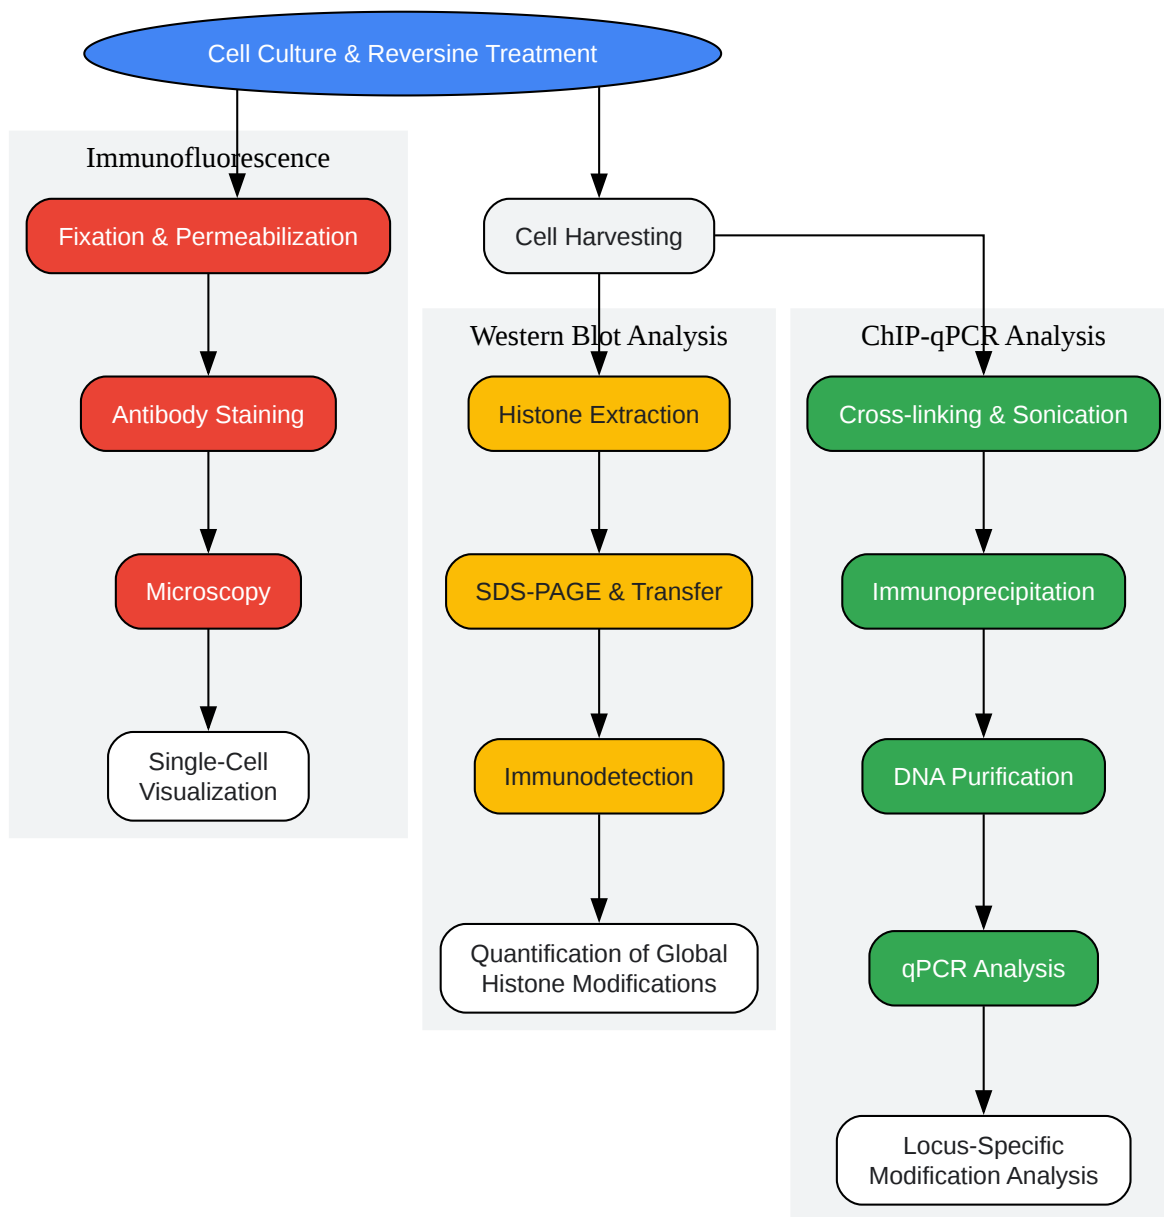 Cell Culture & Reversine Treatment
Immunofluorescence
Fixation & Permeabilization
Antibody Staining
Microscopy
Single-Cell
Visualization
Cell Harvesting
Western Blot Analysis
Histone Extraction
SDS-PAGE & Transfer
Immunodetection
Quantification of Global
Histone Modifications
ChIP-qPCR Analysis
Cross-linking & Sonication
Immunoprecipitation
DNA Purification
qPCR Analysis
Locus-Specific
Modification Analysis